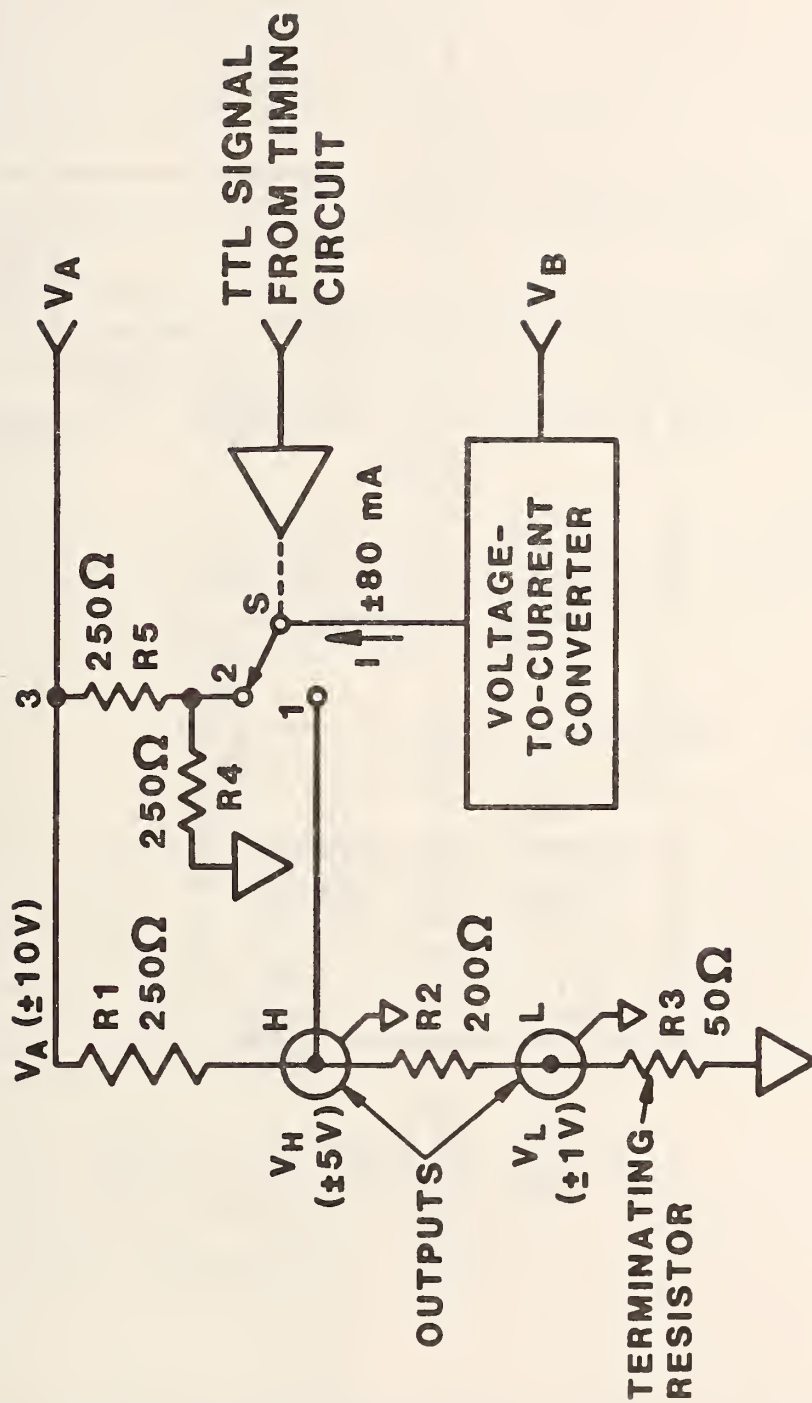 VA (±10V)
3
VA
R1
250Ω
250Ω
R5
250Ω
R4
2
S
1
TTL SIGNAL
FROM TIMING
CIRCUIT
I
±80 mA
VH
(±5V)
H
OUTPUTS
R2
200Ω
VL
(±1V)
L
R3
50Ω
TERMINATING
RESISTOR
VOLTAGE-
TO-CURRENT
CONVERTER
VB